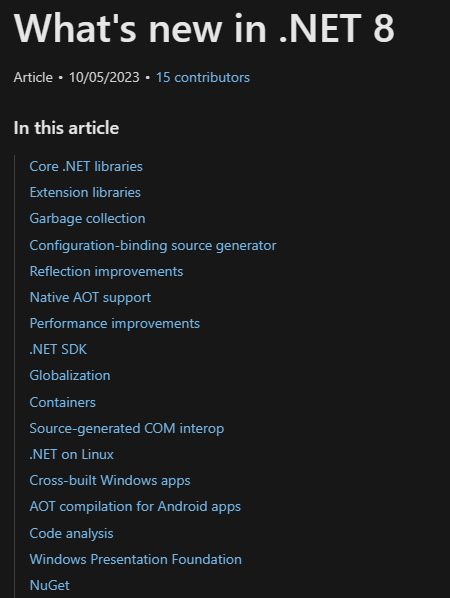 What's new in .NET 8
Article • 10/05/2023 • 15 contributors
In this article
Core .NET libraries
Extension libraries
Garbage collection
Configuration-binding source generator
Reflection improvements
Native AOT support
Performance improvements
.NET SDK
Globalization
Containers
Source-generated COM interop
.NET on Linux
Cross-built Windows apps
AOT compilation for Android apps
Code analysis
Windows Presentation Foundation
NuGet